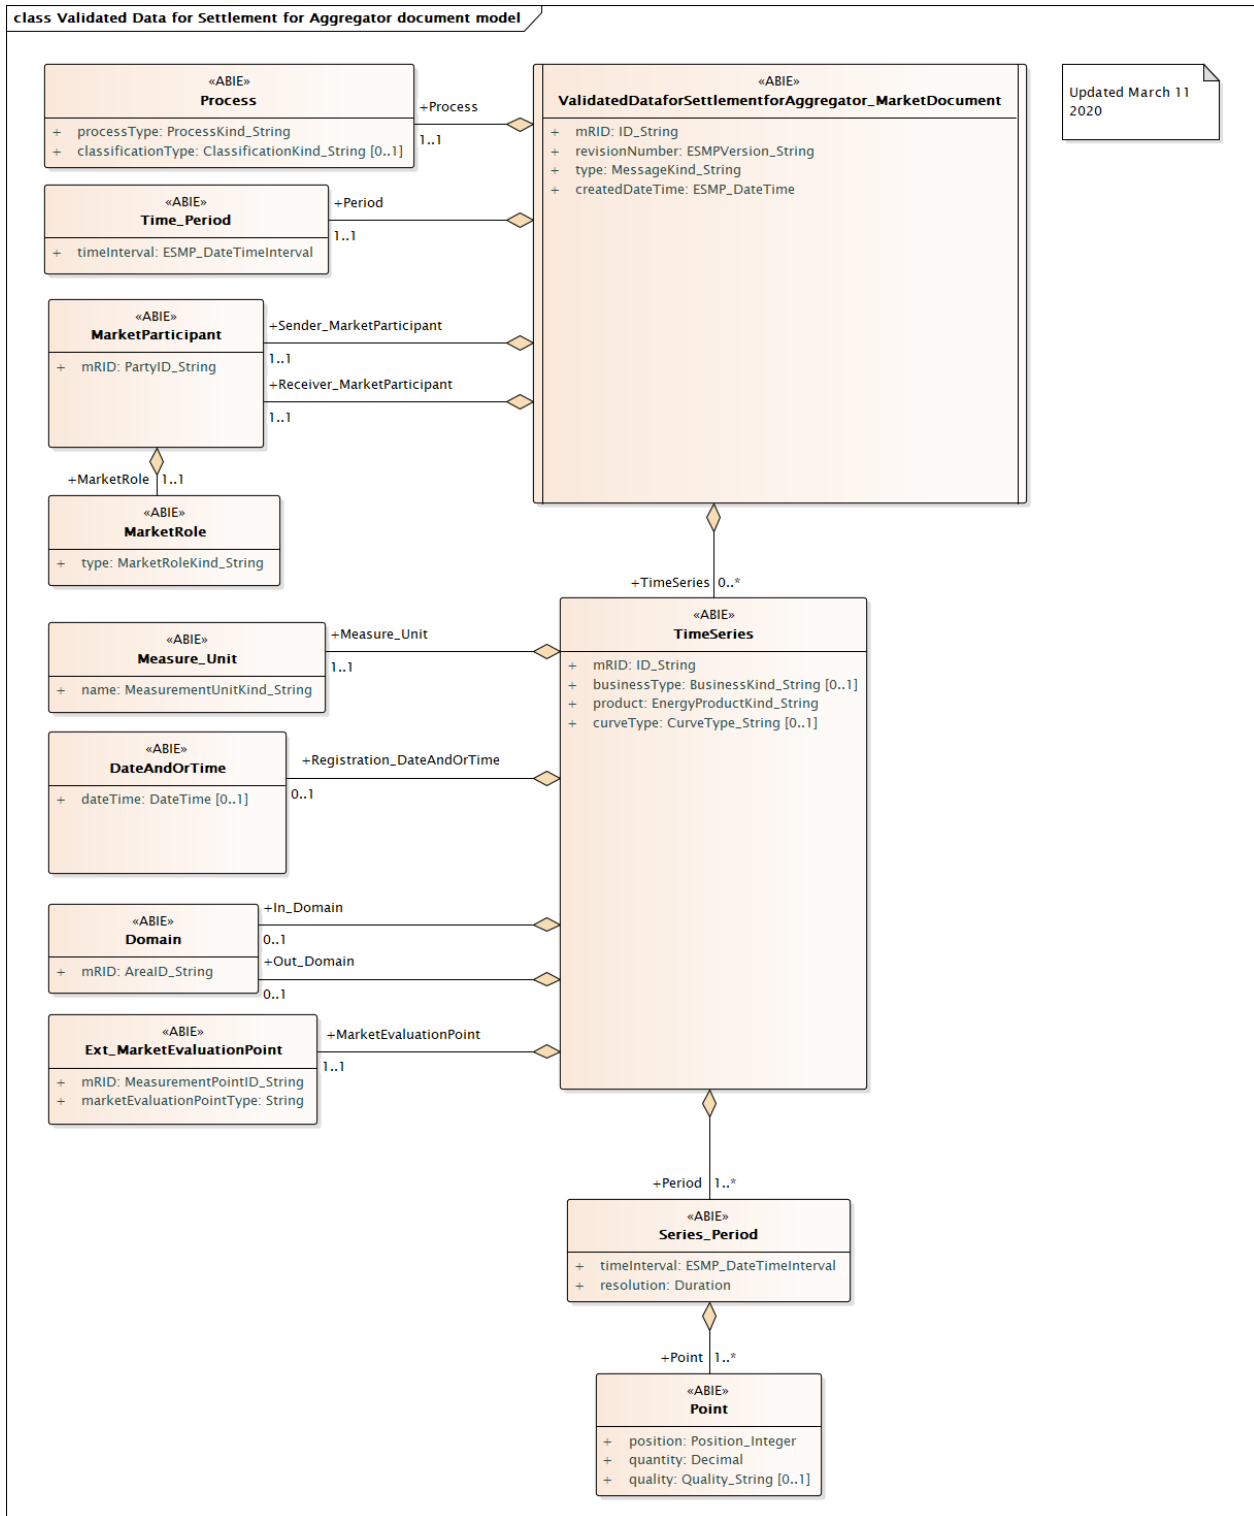 class Validated Data for Settlement for Aggregator document model
«ABIE»
Process
+ processType: ProcessKind_String
+ classificationType: ClassificationKind_String [0..1]
+Process
1..1
«ABIE»
ValidatedDataforSettlementforAggregator_MarketDocument
+ mRID: ID_String
+ revisionNumber: ESMPVersion_String
+ type: MessageKind_String
+ createdDateTime: ESMP_DateTime
Updated March 11
2020
«ABIE»
Time_Period
+ timeInterval: ESMP_DateTimeInterval
+Period
1..1
«ABIE»
MarketParticipant
+ mRID: PartyID_String
+Sender_MarketParticipant
1..1
+Receiver_MarketParticipant
1..1
+MarketRole 1..1
«ABIE»
MarketRole
+ type: MarketRoleKind_String
+TimeSeries 0..*
«ABIE»
TimeSeries
+ mRID: ID_String
+ businessType: BusinessKind_String [0..1]
+ product: EnergyProductKind_String
+ curveType: CurveType_String [0..1]
«ABIE»
Measure_Unit
+ name: MeasurementUnitKind_String
+Measure_Unit
1..1
«ABIE»
DateAndOrTime
+ dateTime: DateTime [0..1]
+Registration_DateAndOrTime
0..1
«ABIE»
Domain
+ mRID: AreaID_String
+In_Domain
0..1
+Out_Domain
0..1
«ABIE»
Ext_MarketEvaluationPoint
+ mRID: MeasurementPointID_String
+ marketEvaluationPointType: String
+MarketEvaluationPoint
1..1
+Period 1..*
«ABIE»
Series_Period
+ timeInterval: ESMP_DateTimeInterval
+ resolution: Duration
+Point 1..*
«ABIE»
Point
+ position: Position_Integer
+ quantity: Decimal
+ quality: Quality_String [0..1]